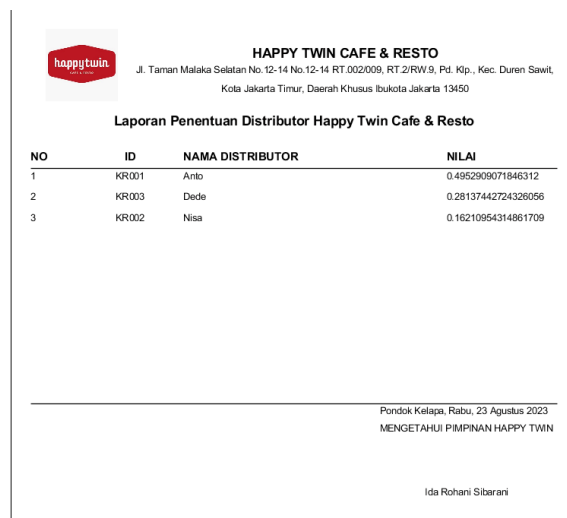 happytwin
CAFE & RESTO
HAPPY TWIN CAFE & RESTO
Jl. Taman Malaka Selatan No.12-14 No.12-14 RT.002/009, RT.2/RW.9, Pd. Klp., Kec. Duren Sawit,
Kota Jakarta Timur, Daerah Khusus Ibukota Jakarta 13450
Laporan Penentuan Distributor Happy Twin Cafe & Resto
NO ID NAMA DISTRIBUTOR NILAI
1 KR001 Anto 0.4952909071846312
2 KR003 Dede 0.28137442724326056
3 KR002 Nisa 0.16210954314861709
Pondok Kelapa, Rabu, 23 Agustus 2023
MENGETAHUI PIMPINAN HAPPY TWIN
Ida Rohani Sibarani